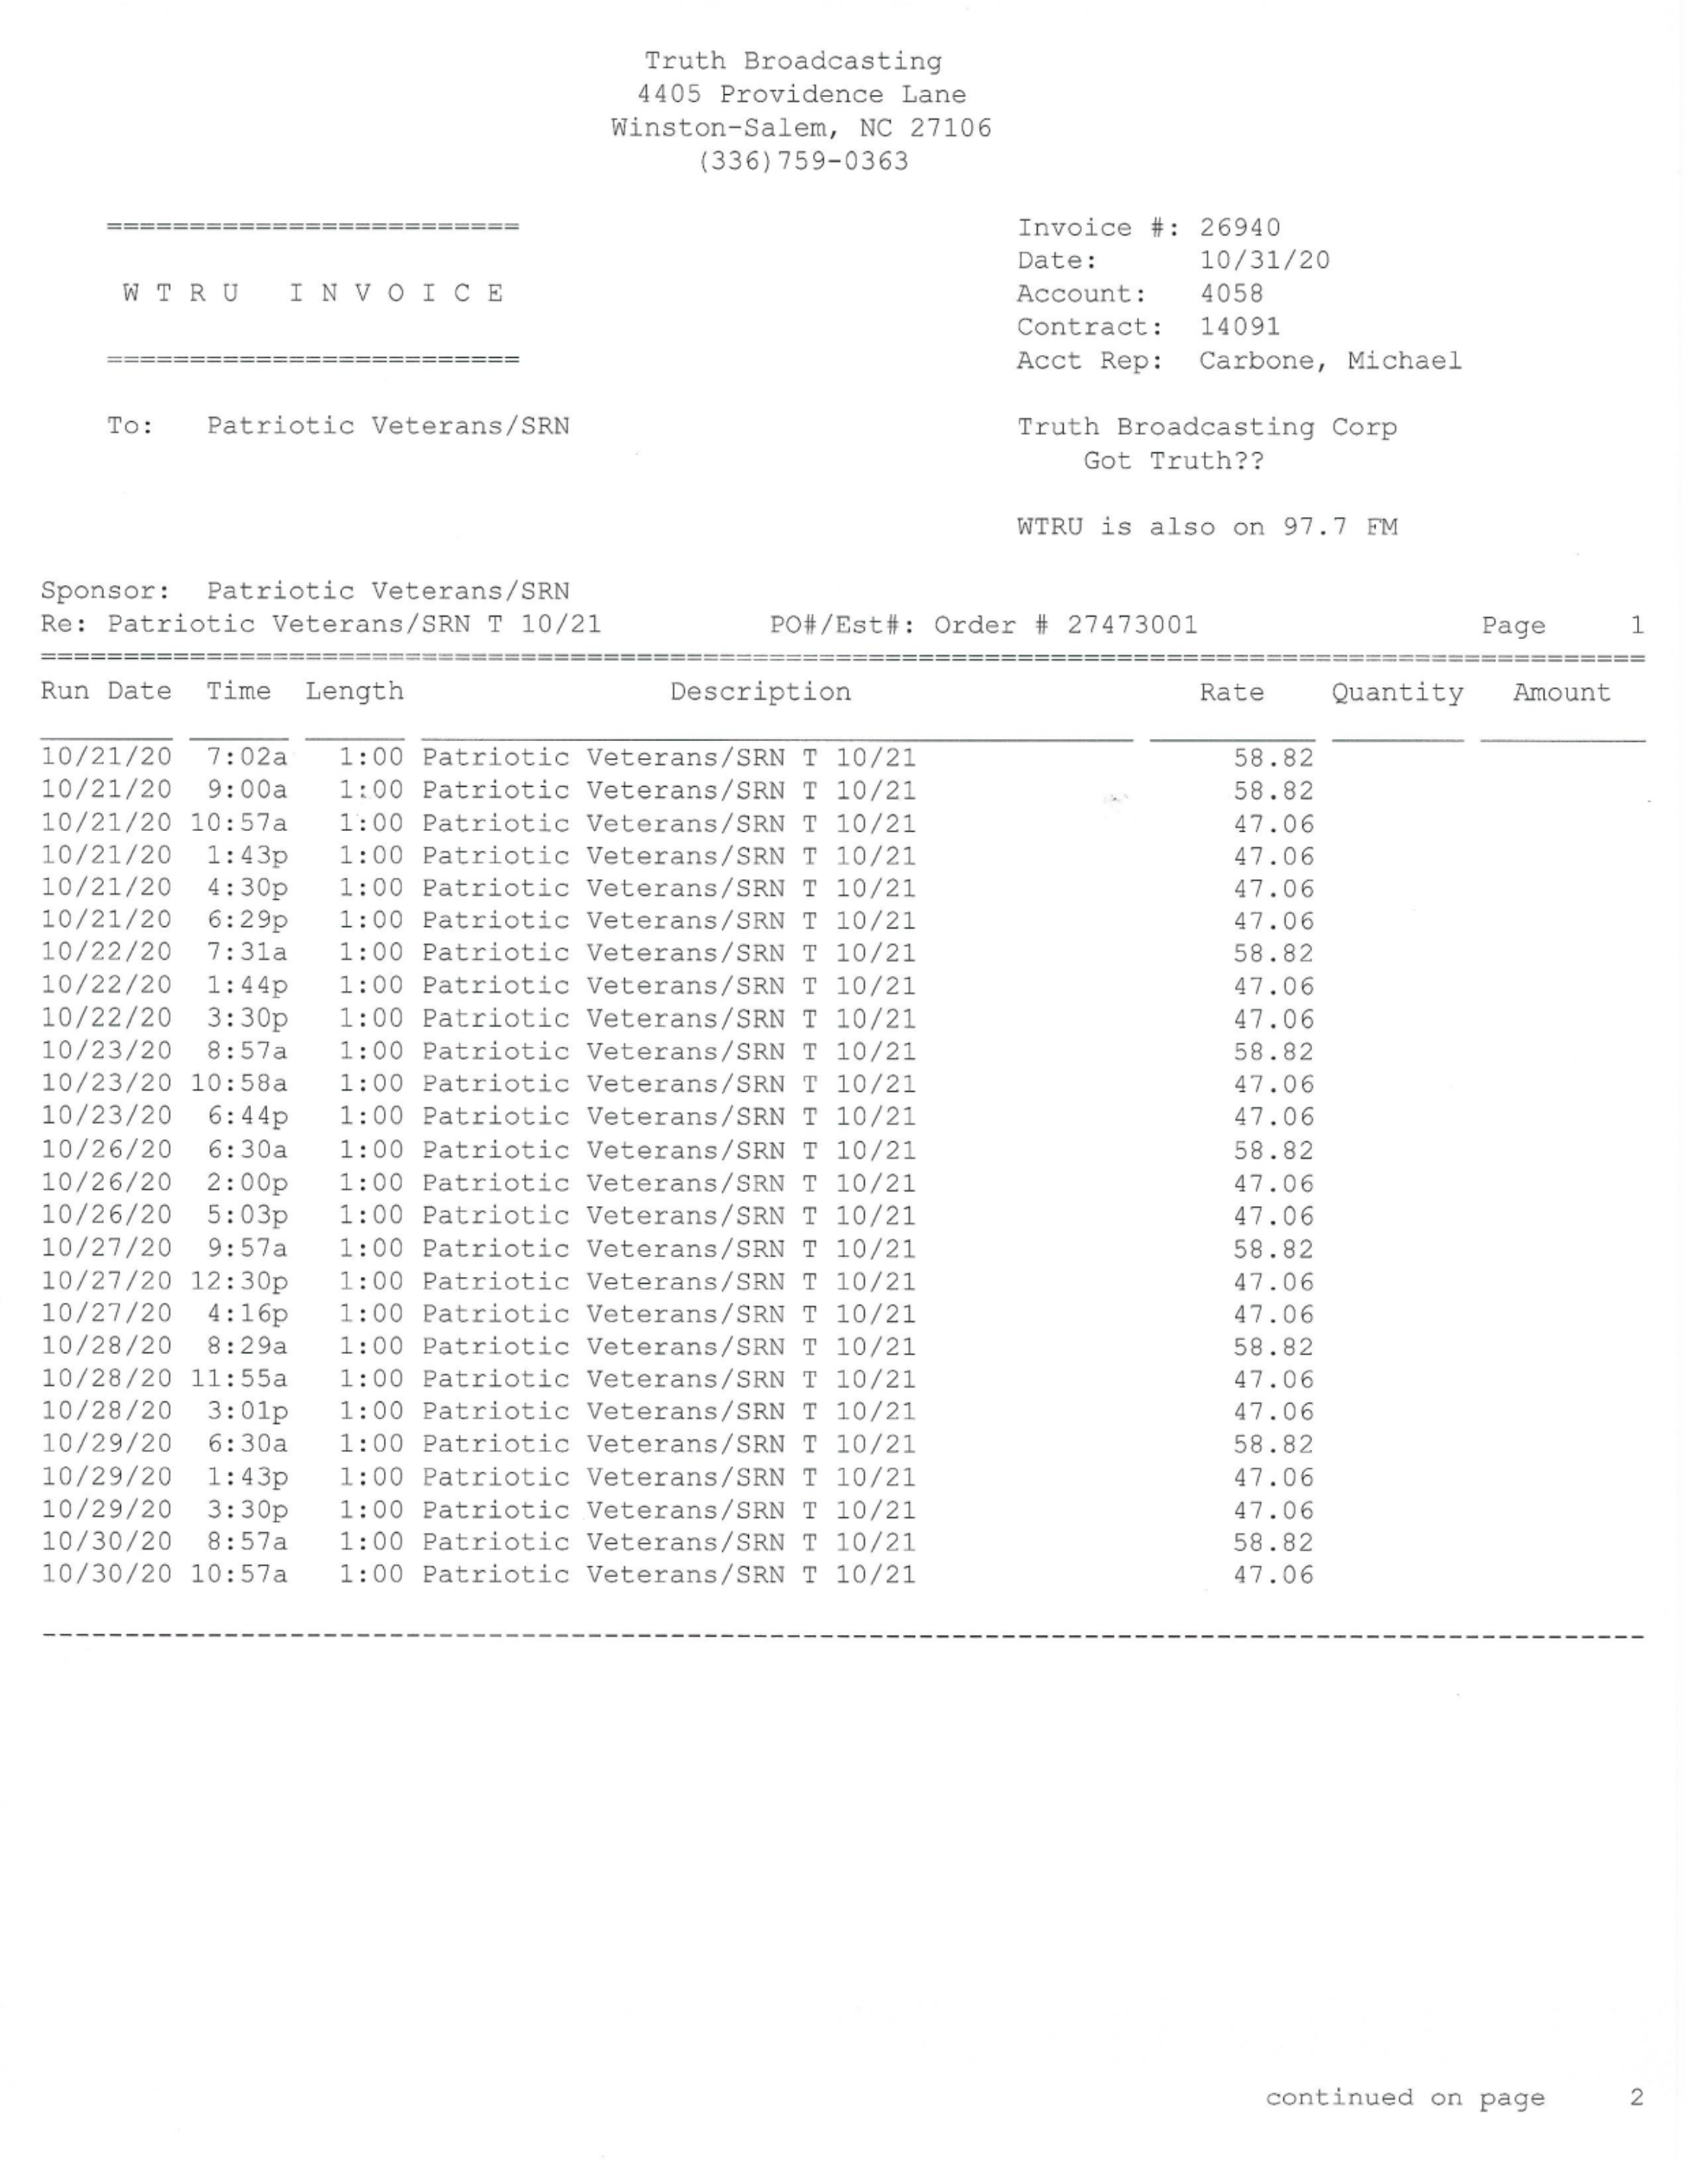 Truth Broadcasting
4405 Providence Lane
Winston-Salem, NC 27106
(336)759-0363
=========================
W T R U   I N V O I C E
=========================
Invoice #: 26940
Date: 10/31/20
Account: 4058
Contract: 14091
Acct Rep: Carbone, Michael
To: Patriotic Veterans/SRN
Truth Broadcasting Corp
Got Truth??
WTRU is also on 97.7 FM
Sponsor: Patriotic Veterans/SRN
Re: Patriotic Veterans/SRN T 10/21 PO#/Est#: Order # 27473001 Page 1
Run Date Time Length Description Rate Quantity Amount
10/21/20 7:02a 1:00 Patriotic Veterans/SRN T 10/21 58.82
10/21/20 9:00a 1:00 Patriotic Veterans/SRN T 10/21 58.82
10/21/20 10:57a 1:00 Patriotic Veterans/SRN T 10/21 47.06
10/21/20 1:43p 1:00 Patriotic Veterans/SRN T 10/21 47.06
10/21/20 4:30p 1:00 Patriotic Veterans/SRN T 10/21 47.06
10/21/20 6:29p 1:00 Patriotic Veterans/SRN T 10/21 47.06
10/22/20 7:31a 1:00 Patriotic Veterans/SRN T 10/21 58.82
10/22/20 1:44p 1:00 Patriotic Veterans/SRN T 10/21 47.06
10/22/20 3:30p 1:00 Patriotic Veterans/SRN T 10/21 47.06
10/23/20 8:57a 1:00 Patriotic Veterans/SRN T 10/21 58.82
10/23/20 10:58a 1:00 Patriotic Veterans/SRN T 10/21 47.06
10/23/20 6:44p 1:00 Patriotic Veterans/SRN T 10/21 47.06
10/26/20 6:30a 1:00 Patriotic Veterans/SRN T 10/21 58.82
10/26/20 2:00p 1:00 Patriotic Veterans/SRN T 10/21 47.06
10/26/20 5:03p 1:00 Patriotic Veterans/SRN T 10/21 47.06
10/27/20 9:57a 1:00 Patriotic Veterans/SRN T 10/21 58.82
10/27/20 12:30p 1:00 Patriotic Veterans/SRN T 10/21 47.06
10/27/20 4:16p 1:00 Patriotic Veterans/SRN T 10/21 47.06
10/28/20 8:29a 1:00 Patriotic Veterans/SRN T 10/21 58.82
10/28/20 11:55a 1:00 Patriotic Veterans/SRN T 10/21 47.06
10/28/20 3:01p 1:00 Patriotic Veterans/SRN T 10/21 47.06
10/29/20 6:30a 1:00 Patriotic Veterans/SRN T 10/21 58.82
10/29/20 1:43p 1:00 Patriotic Veterans/SRN T 10/21 47.06
10/29/20 3:30p 1:00 Patriotic Veterans/SRN T 10/21 47.06
10/30/20 8:57a 1:00 Patriotic Veterans/SRN T 10/21 58.82
10/30/20 10:57a 1:00 Patriotic Veterans/SRN T 10/21 47.06
continued on page 2